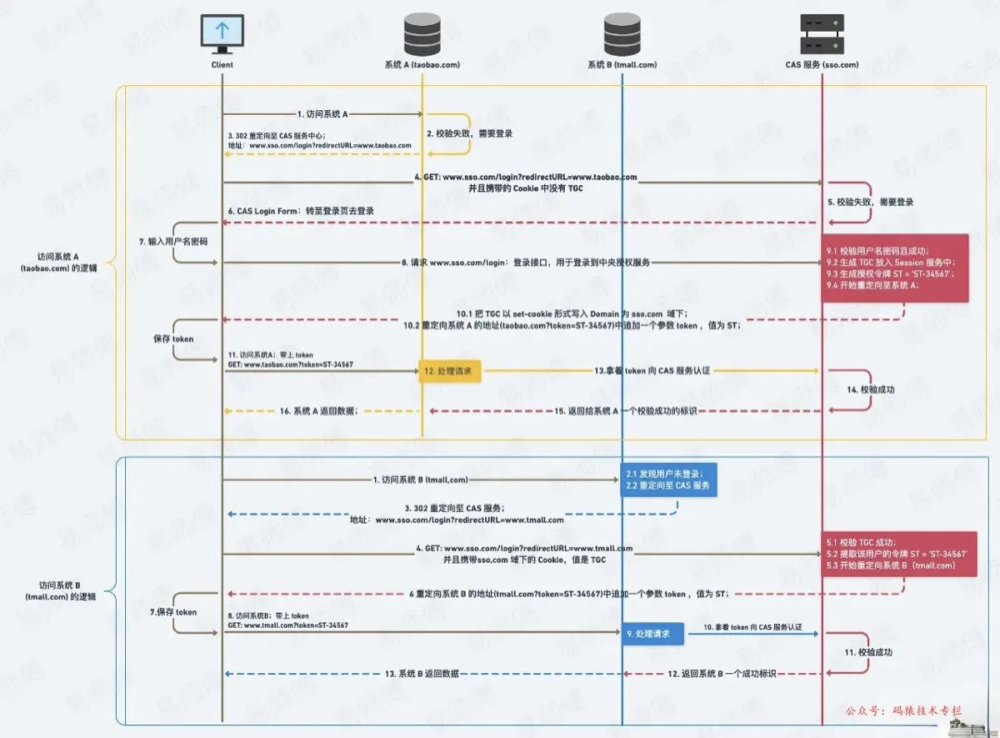 Client
系统 A (taobao.com)
系统 B (tmall.com)
CAS 服务 (sso.com)
访问系统 A
(taobao.com) 的逻辑
1. 访问系统 A
2. 校验失败，需要登录
3. 302 重定向至 CAS 服务中心；
地址：www.sso.com/login?redirectURL=www.taobao.com
4. GET: www.sso.com/login?redirectURL=www.taobao.com
并且携带的 Cookie 中没有 TGC
5. 校验失败，需要登录
6. CAS Login Form：转至登录页去登录
7. 输入用户名密码
8. 请求 www.sso.com/login：登录接口，用于登录到中央授权服务
9.1 校验用户名密码且成功；
9.2 生成 TGC 放入 Session 服务中；
9.3 生成授权令牌 ST = 'ST-34567'；
9.4 开始重定向至系统 A；
10.1 把 TGC 以 set-cookie 形式写入 Domain 为 sso.com 域下；
10.2 重定向系统 A 的地址(taobao.com?token=ST-34567)中追加一个参数 token ，值为 ST；
保存 token
11. 访问系统A；带上 token
GET: www.taobao.com?token=ST-34567
12. 处理请求
13.拿着 token 向 CAS 服务认证
14. 校验成功
15. 返回给系统 A 一个校验成功的标识
16. 系统 A 返回数据；
访问系统 B
(tmall.com) 的逻辑
1. 访问系统 B (tmall.com)
2.1 发现用户未登录；
2.2 重定向至 CAS 服务
3. 302 重定向至 CAS 服务；
地址：www.sso.com/login?redirectURL=www.tmall.com
4. GET: www.sso.com/login?redirectURL=www.tmall.com
并且携带sso.com 域下的 Cookie，值是 TGC
5.1 校验 TGC 成功；
5.2 提取该用户的令牌 ST = 'ST-34567'
5.3 开始重定向系统 B（tmall.com）
6 重定向系统 B 的地址(tmall.com?token=ST-34567)中追加一个参数 token ，值为 ST；
7.保存 token
8. 访问系统B；带上 token
GET: www.tmall.com?token=ST-34567
9. 处理请求
10. 拿着 token 向 CAS 服务认证
11. 校验成功
12. 返回系统 B 一个成功标识
13. 系统 B 返回数据
公众号：码猿技术专栏